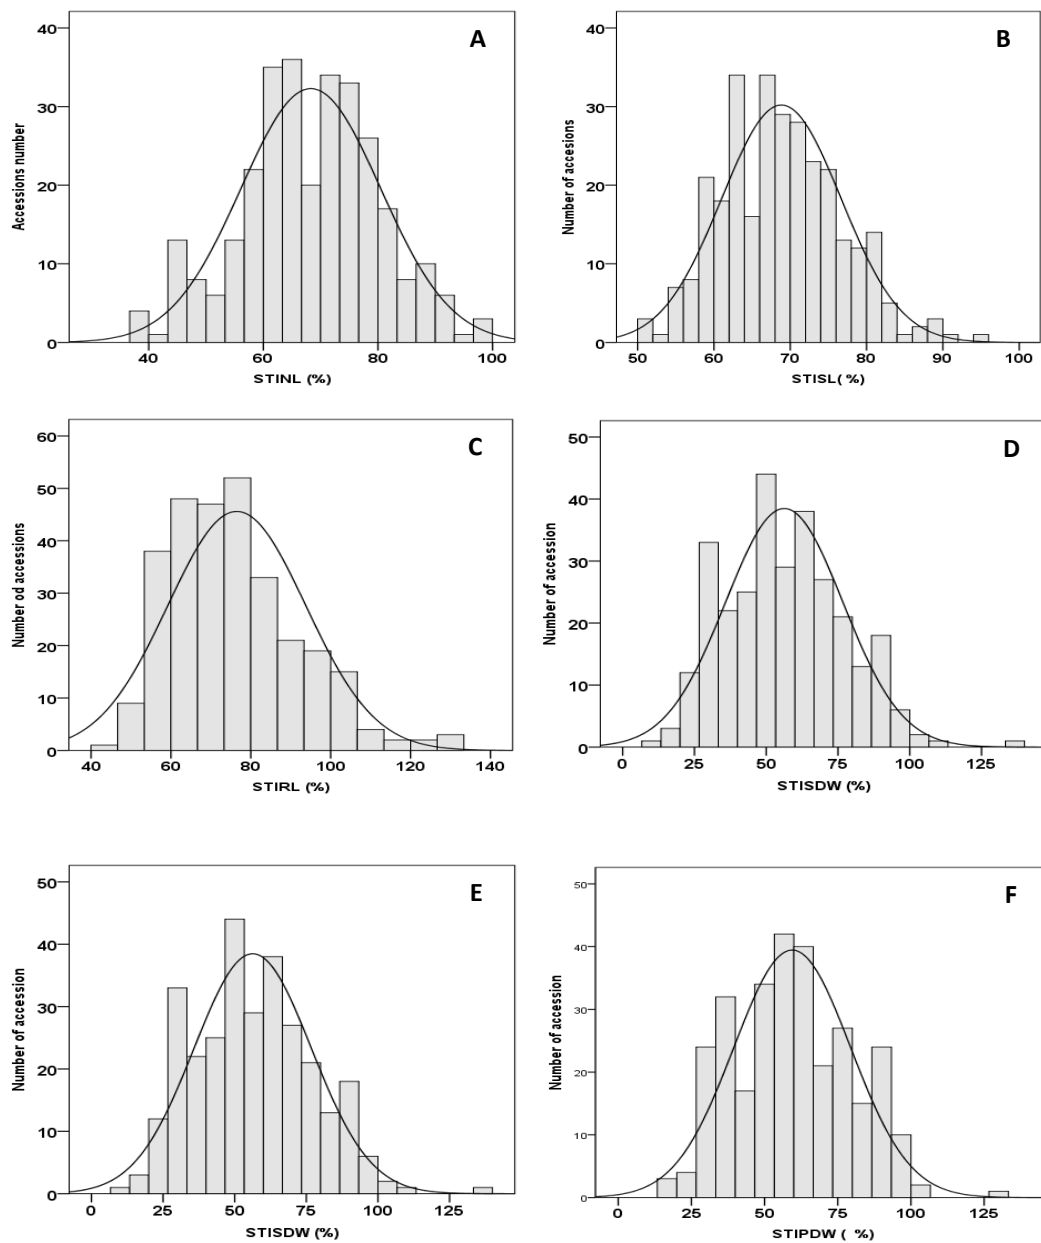 A
Accessions number
40
30
20
10
0
40 60 80 100
STINL (%)
B
Number of accesions
40
30
20
10
0
50 60 70 80 90 100
STISL( %)
C
Number od accessions
60
50
40
30
20
10
0
40 60 80 100 120 140
STIRL (%)
D
Number of accession
50
40
30
20
10
0
0 25 50 75 100 125
STISDW (%)
E
Number of accession
50
40
30
20
10
0
0 25 50 75 100 125
STISDW (%)
F
Number of accession
50
40
30
20
10
0
0 25 50 75 100 125
STIPDW ( %)